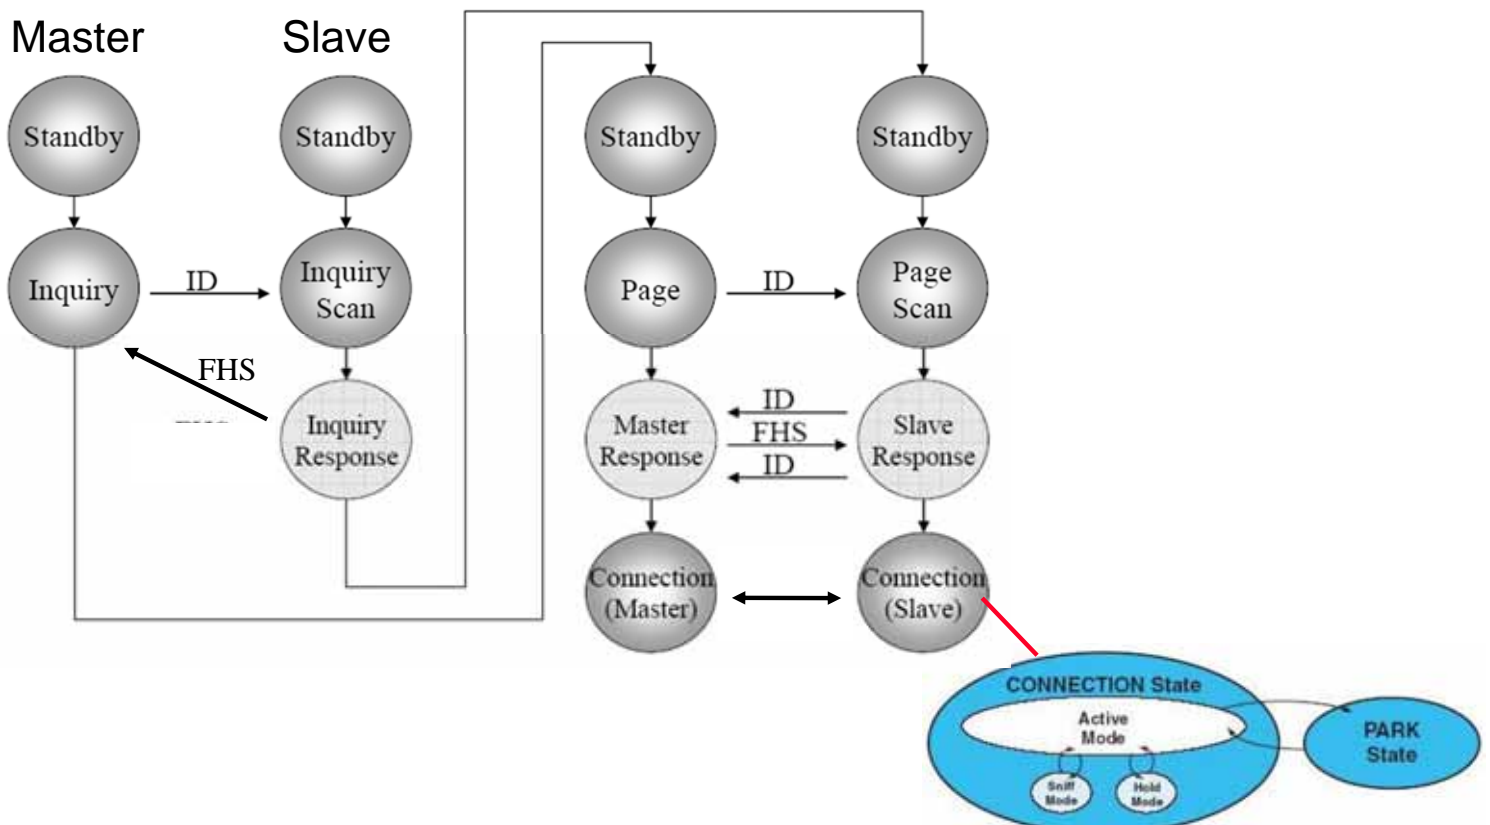 Master
Slave
Standby
Standby
Standby
Standby
Inquiry
ID
Inquiry
Scan
Page
ID
Page
Scan
FHS
Inquiry
Response
Master
Response
ID
FHS
ID
Slave
Response
Connection
(Master)
Connection
(Slave)
CONNECTION State
Active
Mode
Sniff
Mode
Hold
Mode
PARK
State